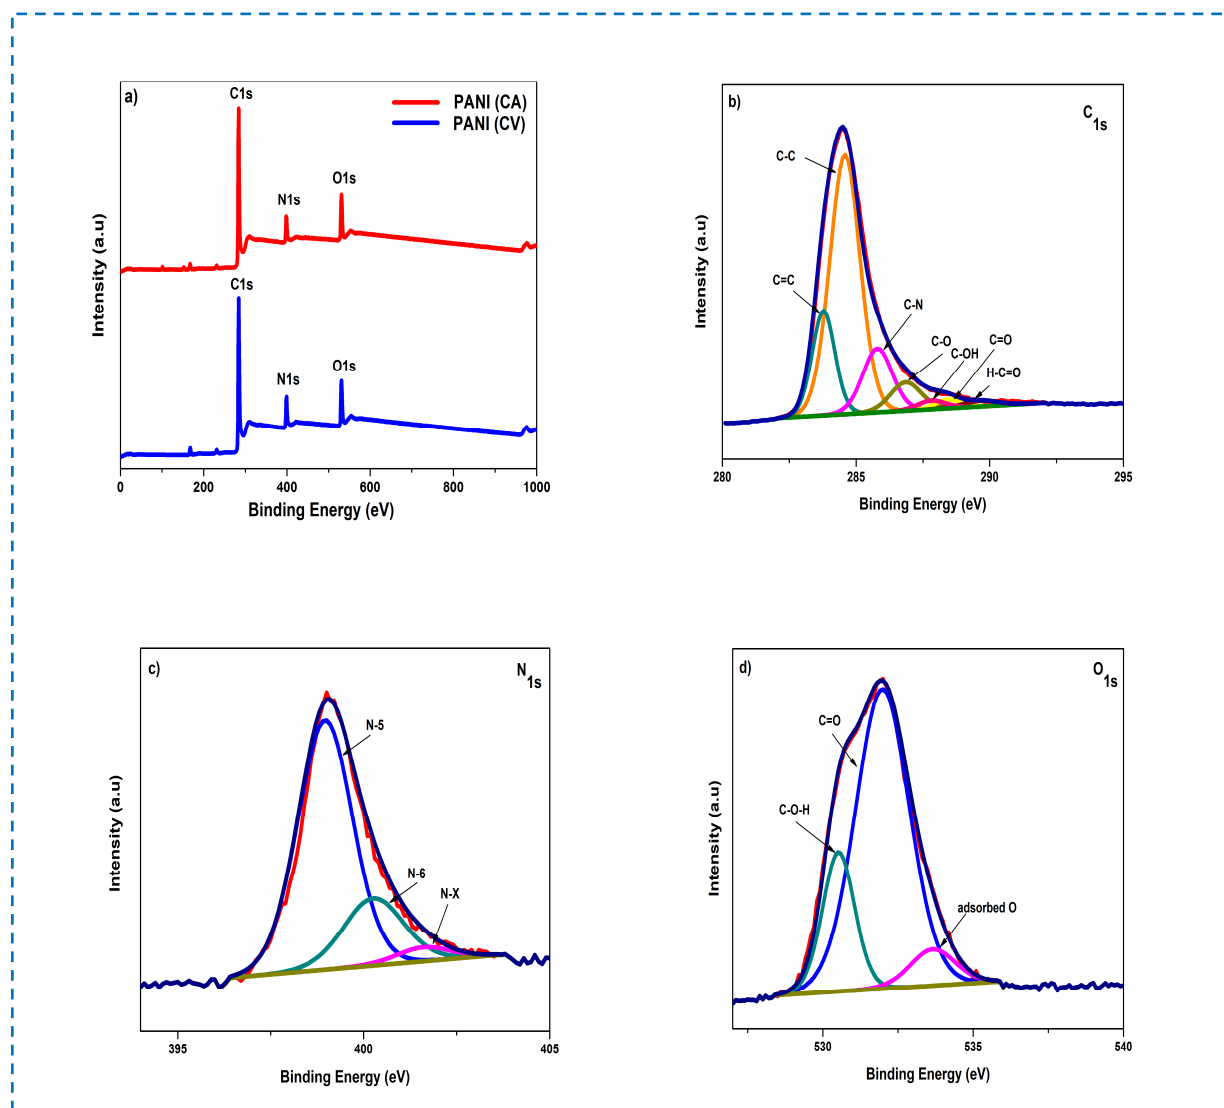 a)
C1s
PANI (CA)
PANI (CV)
N1s
O1s
C1s
N1s
O1s
Intensity (a.u)
0 200 400 600 800 1000
Binding Energy (eV)
b)
C1s
C-C
C=C
C-N
C-O
C-OH
C=O
H-C=O
Intensity (a.u)
280 285 290 295
Binding Energy (eV)
c)
N1s
N-5
N-6
N-X
Intensity (a.u)
395 400 405
Binding Energy (eV)
d)
O1s
C=O
C-O-H
adsorbed O
Intensity (a.u)
530 535 540
Binding Energy (eV)